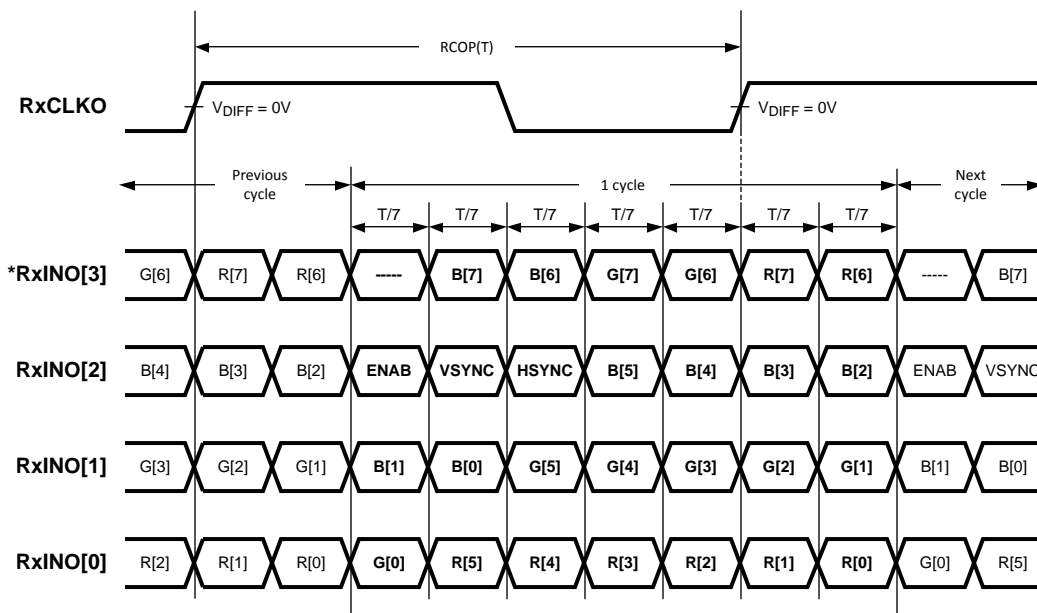 RCOP(T)
RxCLKO
VDIFF = 0V
VDIFF = 0V
Previous cycle
1 cycle
Next cycle
T/7 T/7 T/7 T/7 T/7 T/7 T/7
*RxINO[3] G[6] R[7] R[6] ----- B[7] B[6] G[7] G[6] R[7] R[6] ----- B[7]
RxINO[2] B[4] B[3] B[2] ENAB VSYNC HSYNC B[5] B[4] B[3] B[2] ENAB VSYNC
RxINO[1] G[3] G[2] G[1] B[1] B[0] G[5] G[4] G[3] G[2] G[1] B[1] B[0]
RxINO[0] R[2] R[1] R[0] G[0] R[5] R[4] R[3] R[2] R[1] R[0] G[0] R[5]